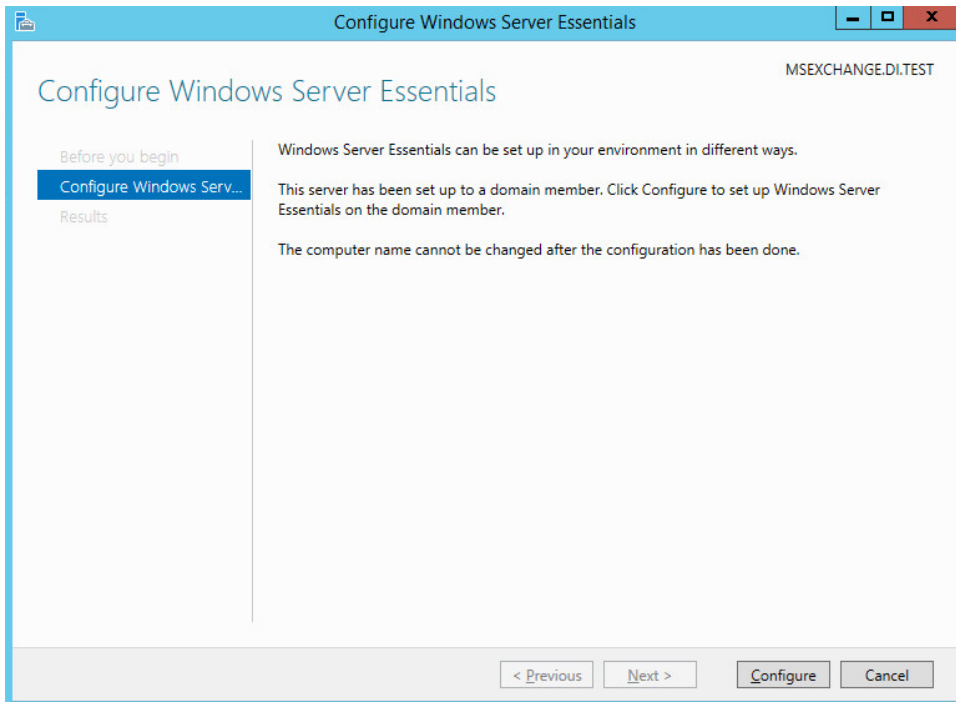 Configure Windows Server Essentials
MSEXCHANGE.DI.TEST
Configure Windows Server Essentials
Before you begin
Configure Windows Serv...
Results
Windows Server Essentials can be set up in your environment in different ways.
This server has been set up to a domain member. Click Configure to set up Windows Server
Essentials on the domain member.
The computer name cannot be changed after the configuration has been done.
< Previous
Next >
Configure
Cancel